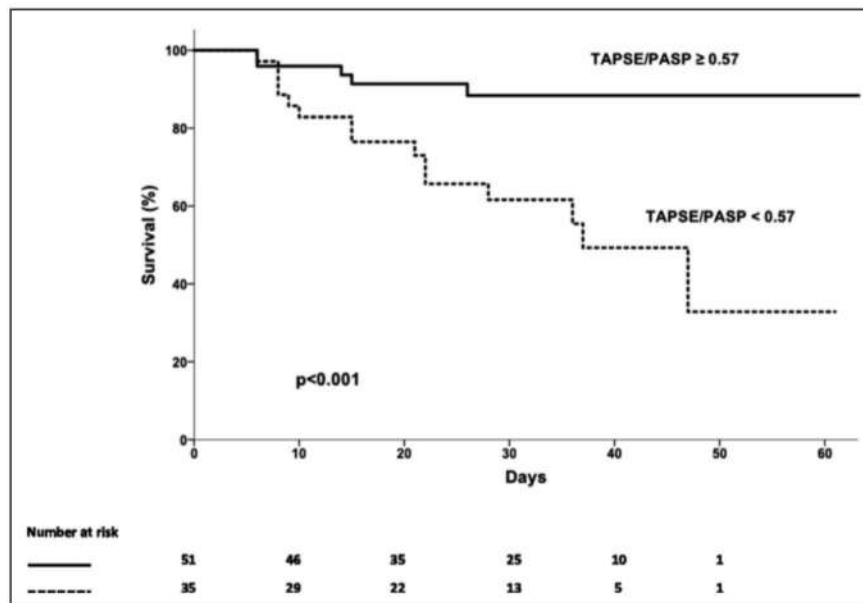 100
TAPSE/PASP ≥ 0.57
80
60
TAPSE/PASP < 0.57
40
20
p<0.001
0
Survival (%)
0 10 20 30 40 50 60
Days
Number at risk
51 46 35 25 10 1
35 29 22 13 5 1